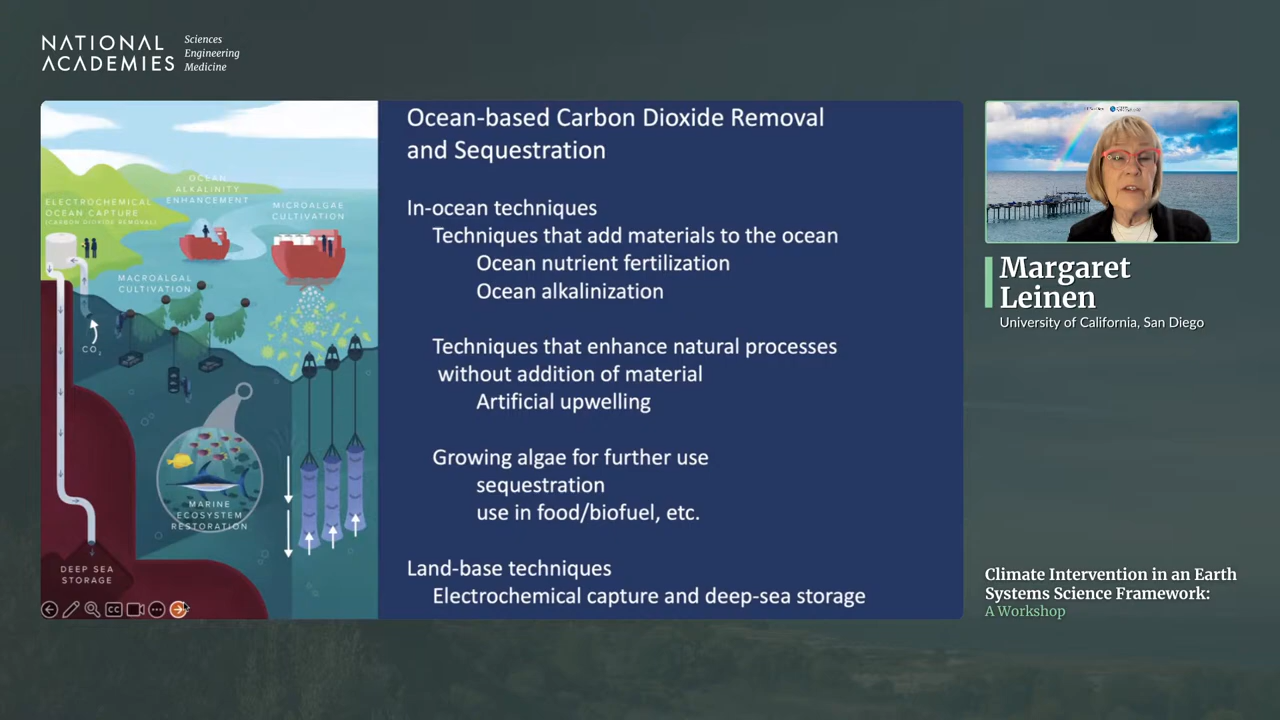 NATIONAL
ACADEMIES
Sciences
Engineering
Medicine
OCEAN
ALKALINITY
ENHANCEMENT
ELECTROCHEMICAL
OCEAN CAPTURE
(CARBON DIOXIDE REMOVAL)
MICROALGAE
CULTIVATION
MACROALGAL
CULTIVATION
CO2
MARINE
ECOSYSTEM
RESTORATION
DEEP SEA
STORAGE
CC
Ocean-based Carbon Dioxide Removal
and Sequestration
In-ocean techniques
Techniques that add materials to the ocean
Ocean nutrient fertilization
Ocean alkalinization
Techniques that enhance natural processes
without addition of material
Artificial upwelling
Growing algae for further use
sequestration
use in food/biofuel, etc.
Land-base techniques
Electrochemical capture and deep-sea storage
Margaret
Leinen
University of California, San Diego
Climate Intervention in an Earth
Systems Science Framework:
A Workshop